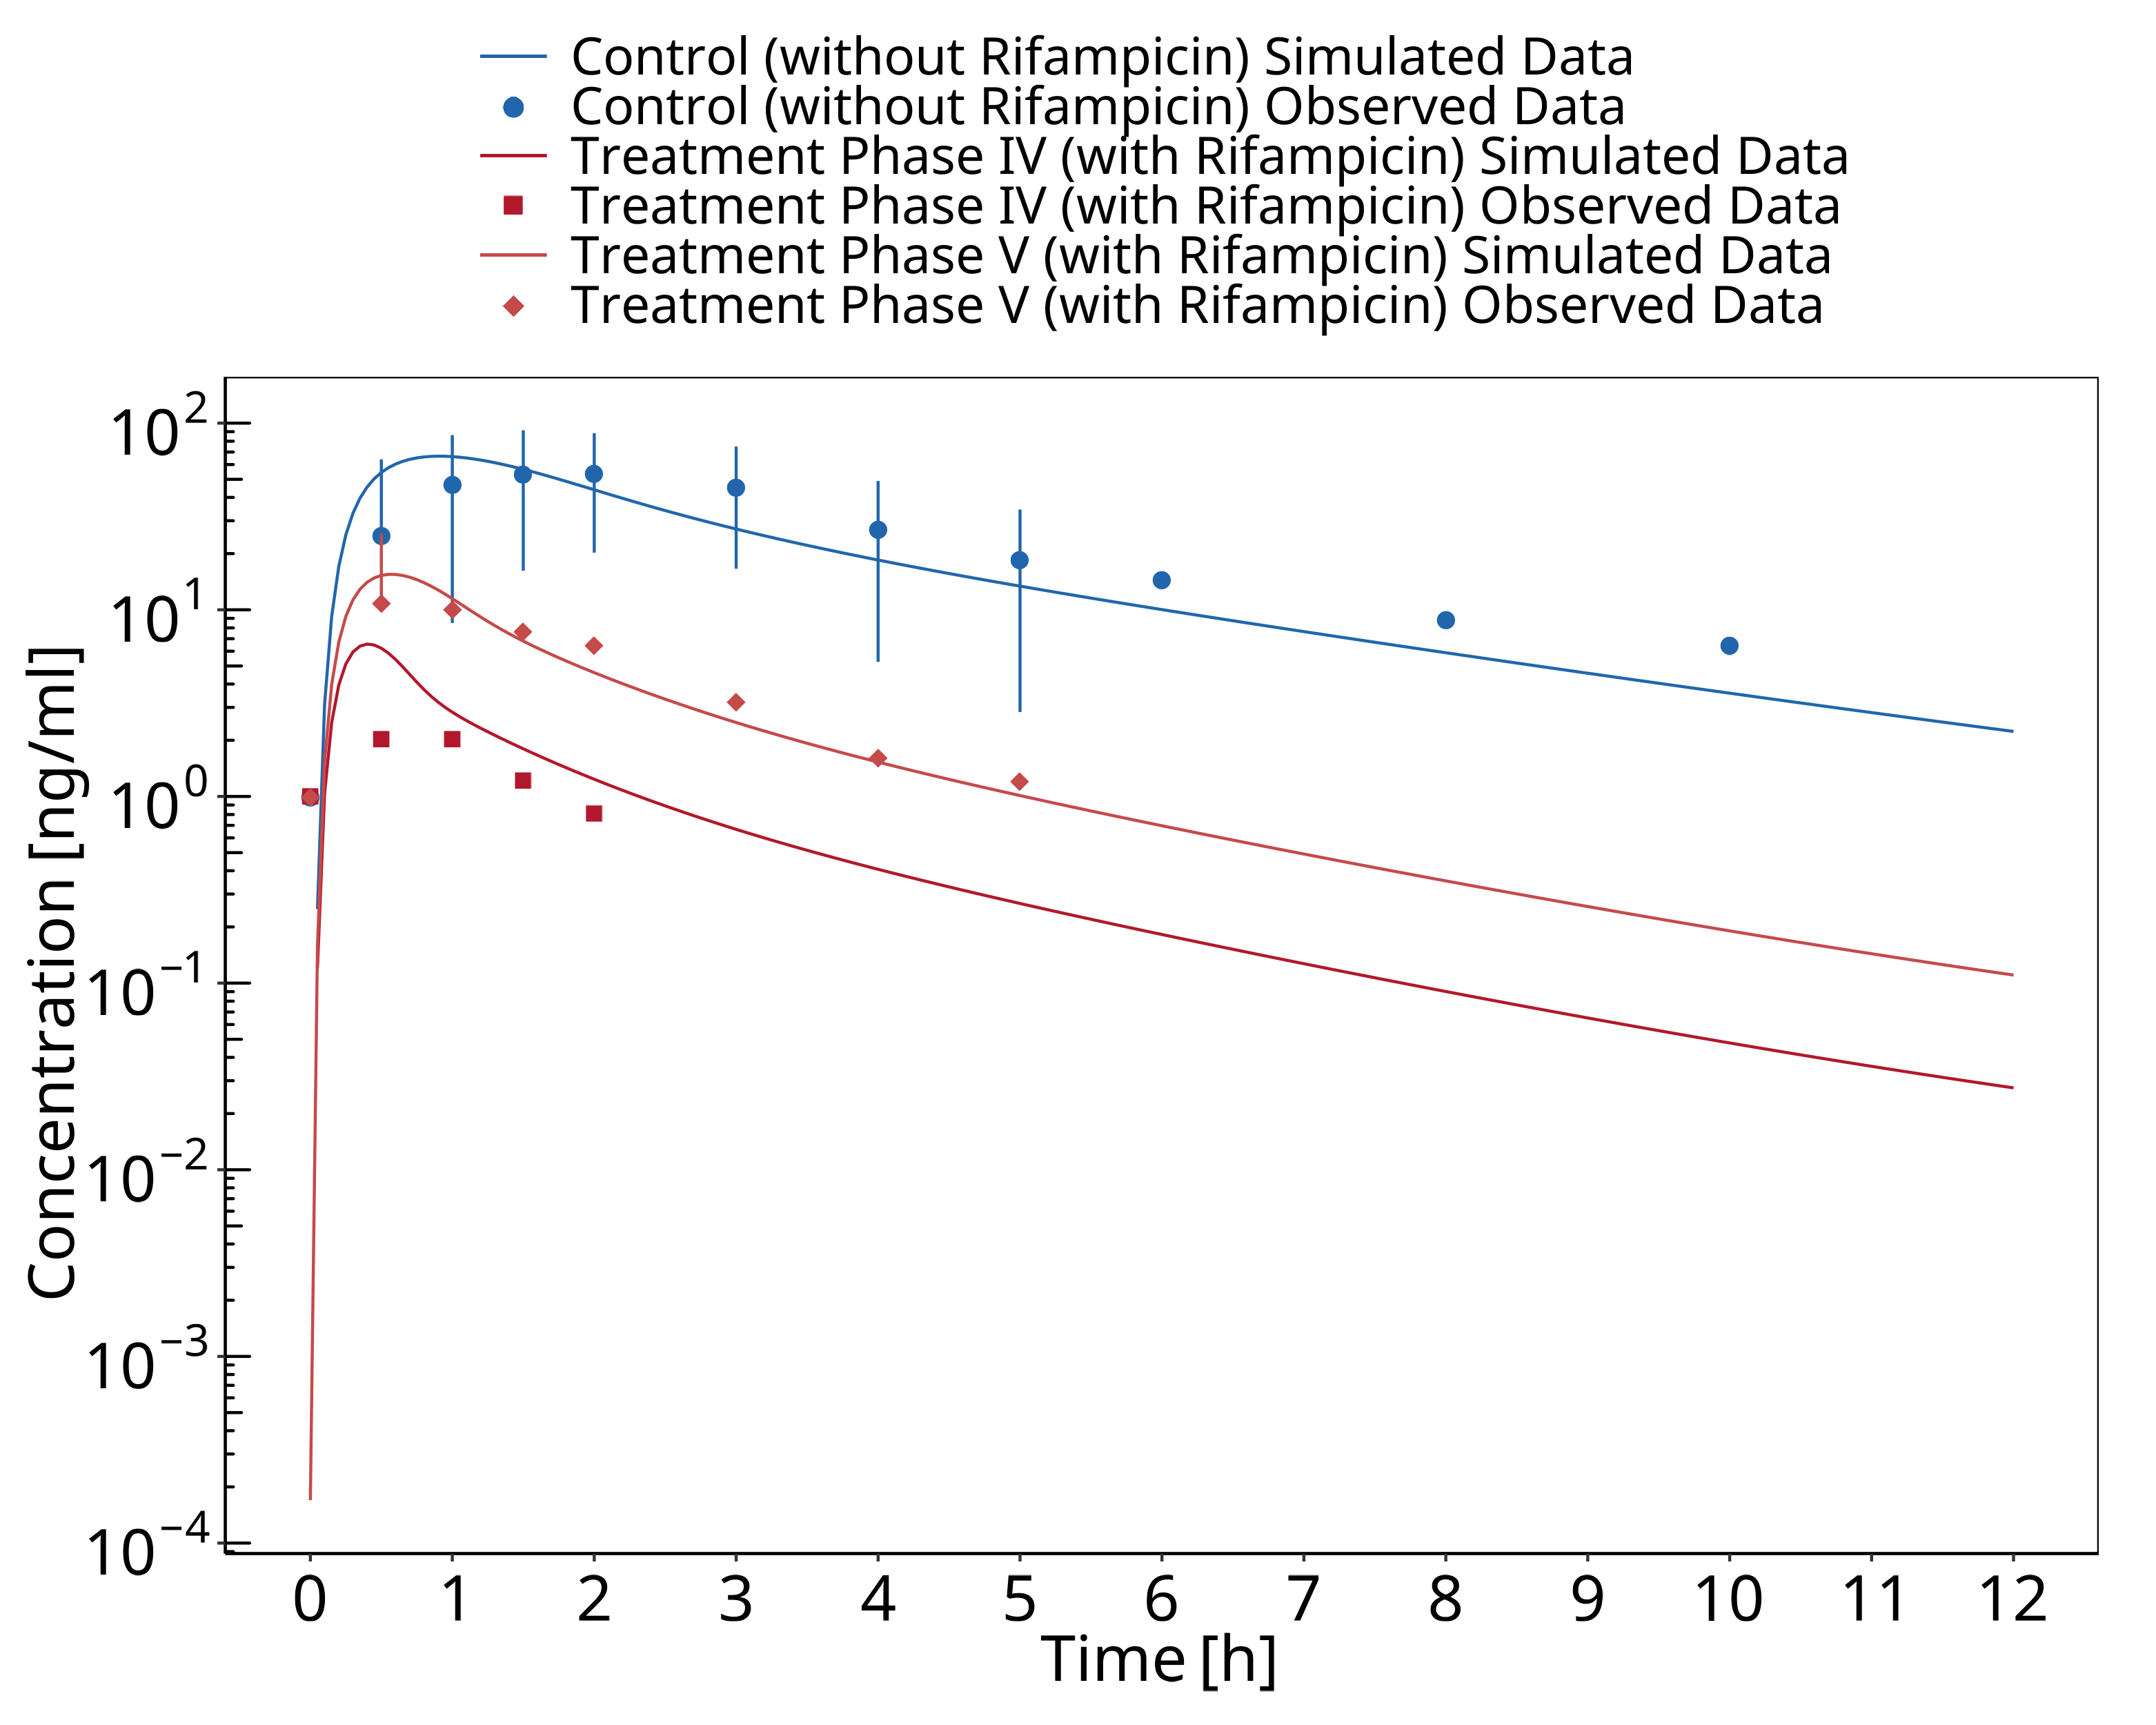 Control (without Rifampicin) Simulated Data
Control (without Rifampicin) Observed Data
Treatment Phase IV (with Rifampicin) Simulated Data
Treatment Phase IV (with Rifampicin) Observed Data
Treatment Phase V (with Rifampicin) Simulated Data
Treatment Phase V (with Rifampicin) Observed Data
Concentration [ng/ml]
10²
10¹
10⁰
10⁻¹
10⁻²
10⁻³
10⁻⁴
0 1 2 3 4 5 6 7 8 9 10 11 12
Time [h]